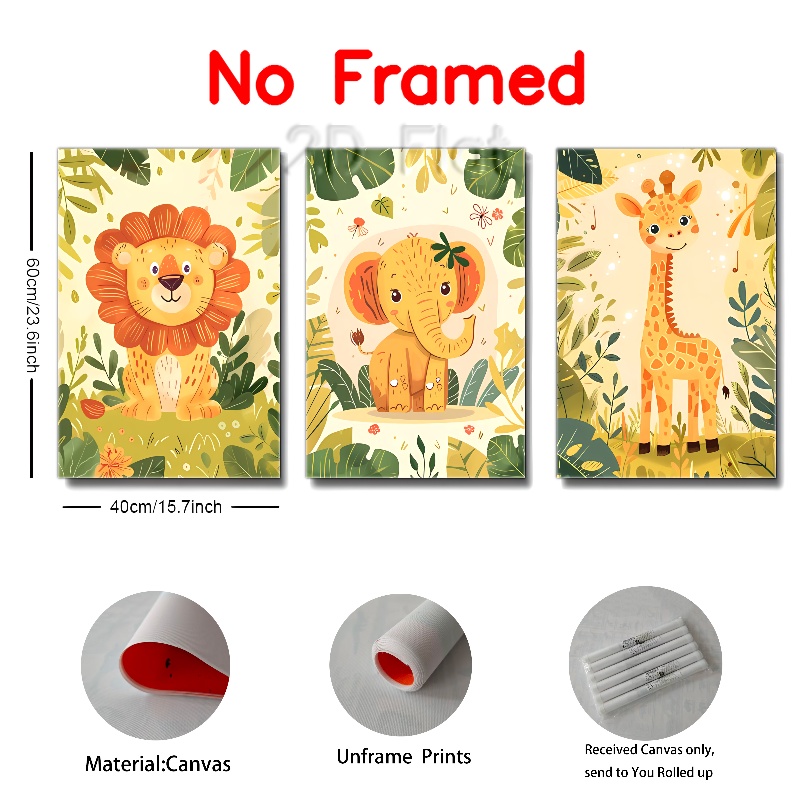 No Framed
2D Flat
60cm/23.6inch
40cm/15.7inch
Material:Canvas
Unframe Prints
Received Canvas only,
send to You Rolled up